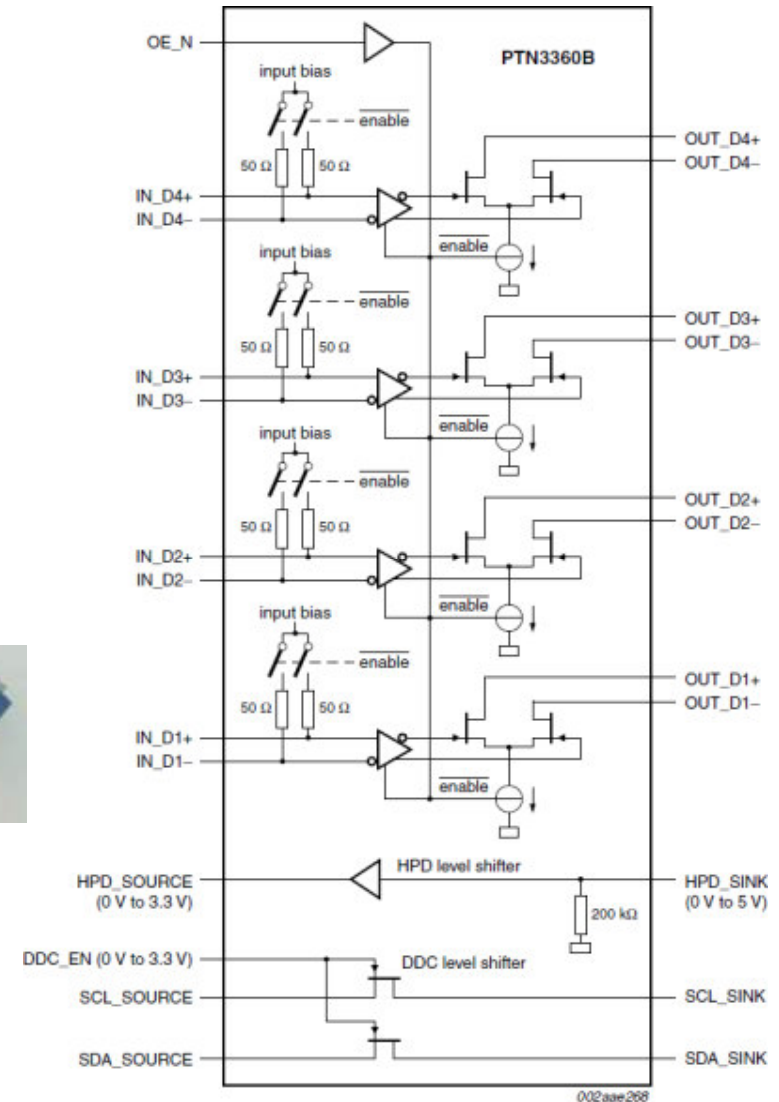 OE_N
PTN3360B
input bias
enable
50 Ω 50 Ω
OUT_D4+
OUT_D4–
IN_D4+
IN_D4–
enable
input bias
enable
50 Ω 50 Ω
OUT_D3+
OUT_D3–
IN_D3+
IN_D3–
enable
input bias
enable
50 Ω 50 Ω
OUT_D2+
OUT_D2–
IN_D2+
IN_D2–
enable
input bias
enable
50 Ω 50 Ω
OUT_D1+
OUT_D1–
IN_D1+
IN_D1–
enable
HPD level shifter
HPD_SOURCE
(0 V to 3.3 V)
HPD_SINK
(0 V to 5 V)
200 kΩ
DDC_EN (0 V to 3.3 V)
DDC level shifter
SCL_SOURCE
SCL_SINK
SDA_SOURCE
SDA_SINK
002aae268